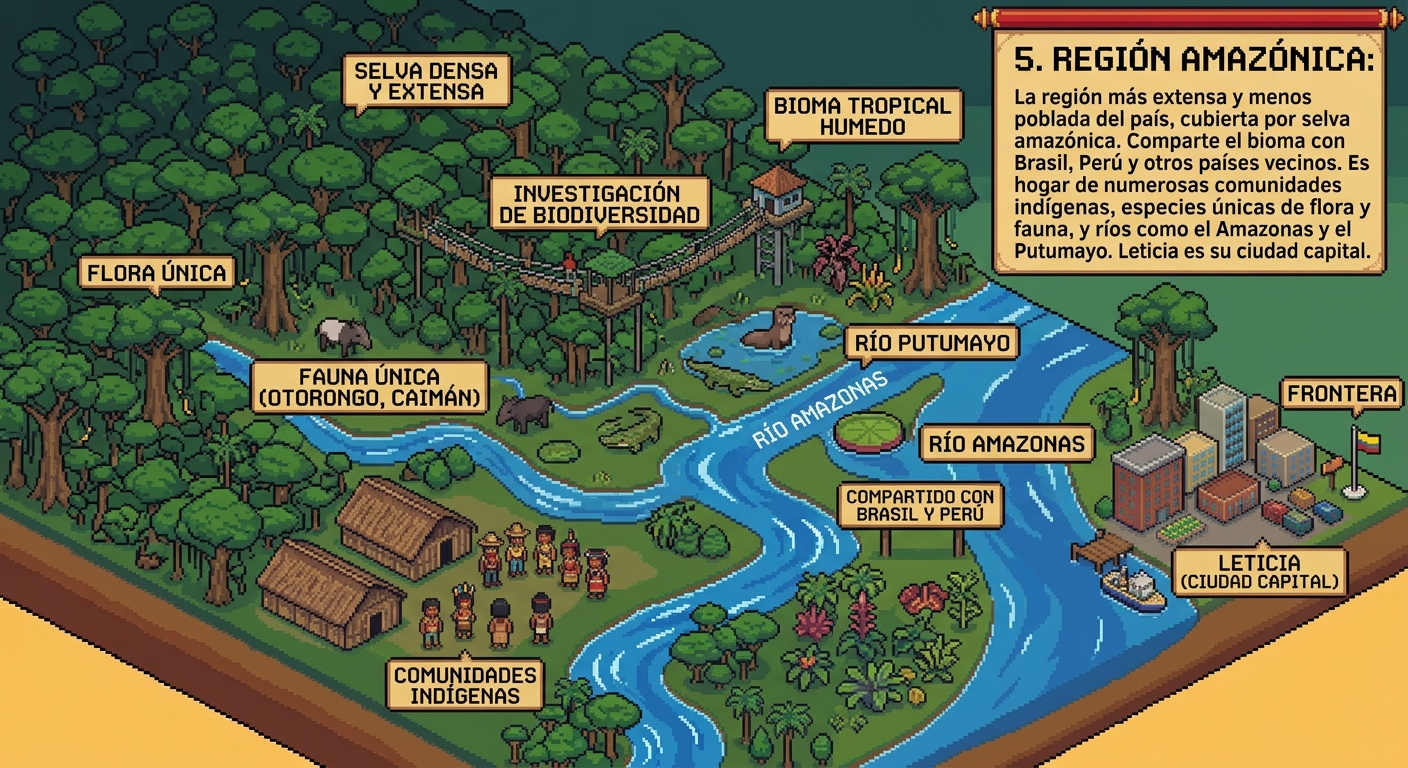 SELVA DENSA
Y EXTENSA
BIOMA TROPICAL
HUMEDO
5. REGIÓN AMAZÓNICA:
La región más extensa y menos
poblada del país, cubierta por selva
amazónica. Comparte el bioma con
Brasil, Perú y otros países vecinos. Es
hogar de numerosas comunidades
indígenas, especies únicas de flora y
fauna, y ríos como el Amazonas y el
Putumayo. Leticia es su ciudad capital.
INVESTIGACIÓN
DE BIODIVERSIDAD
FLORA ÚNICA
RÍO PUTUMAYO
FAUNA ÚNICA
(OTORONGO, CAIMÁN)
RÍO AMAZONAS
FRONTERA
RÍO AMAZONAS
COMPARTIDO CON
BRASIL Y PERÚ
LETICIA
(CIUDAD CAPITAL)
COMUNIDADES
INDÍGENAS